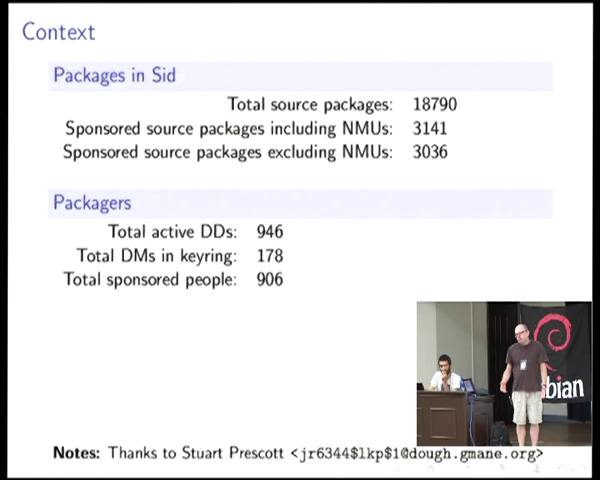 Context
Packages in Sid
Total source packages: 18790
Sponsored source packages including NMUs: 3141
Sponsored source packages excluding NMUs: 3036
Packagers
Total active DDs: 946
Total DMs in keyring: 178
Total sponsored people: 906
bian
Notes: Thanks to Stuart Prescott <jr6344$lkp$1@dough.gmane.org>